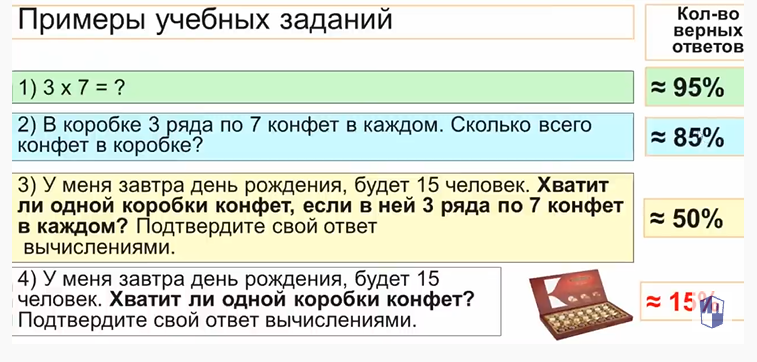 Примеры учебных заданий
Кол-во
верных
ответов
1) 3 х 7 = ?
≈ 95%
2) В коробке 3 ряда по 7 конфет в каждом. Сколько всего
конфет в коробке?
≈ 85%
3) У меня завтра день рождения, будет 15 человек. Хватит
ли одной коробки конфет, если в ней 3 ряда по 7 конфет
в каждом? Подтвердите свой ответ
вычислениями.
≈ 50%
4) У меня завтра день рождения, будет 15
человек. Хватит ли одной коробки конфет?
Подтвердите свой ответ вычислениями.
≈ 15%